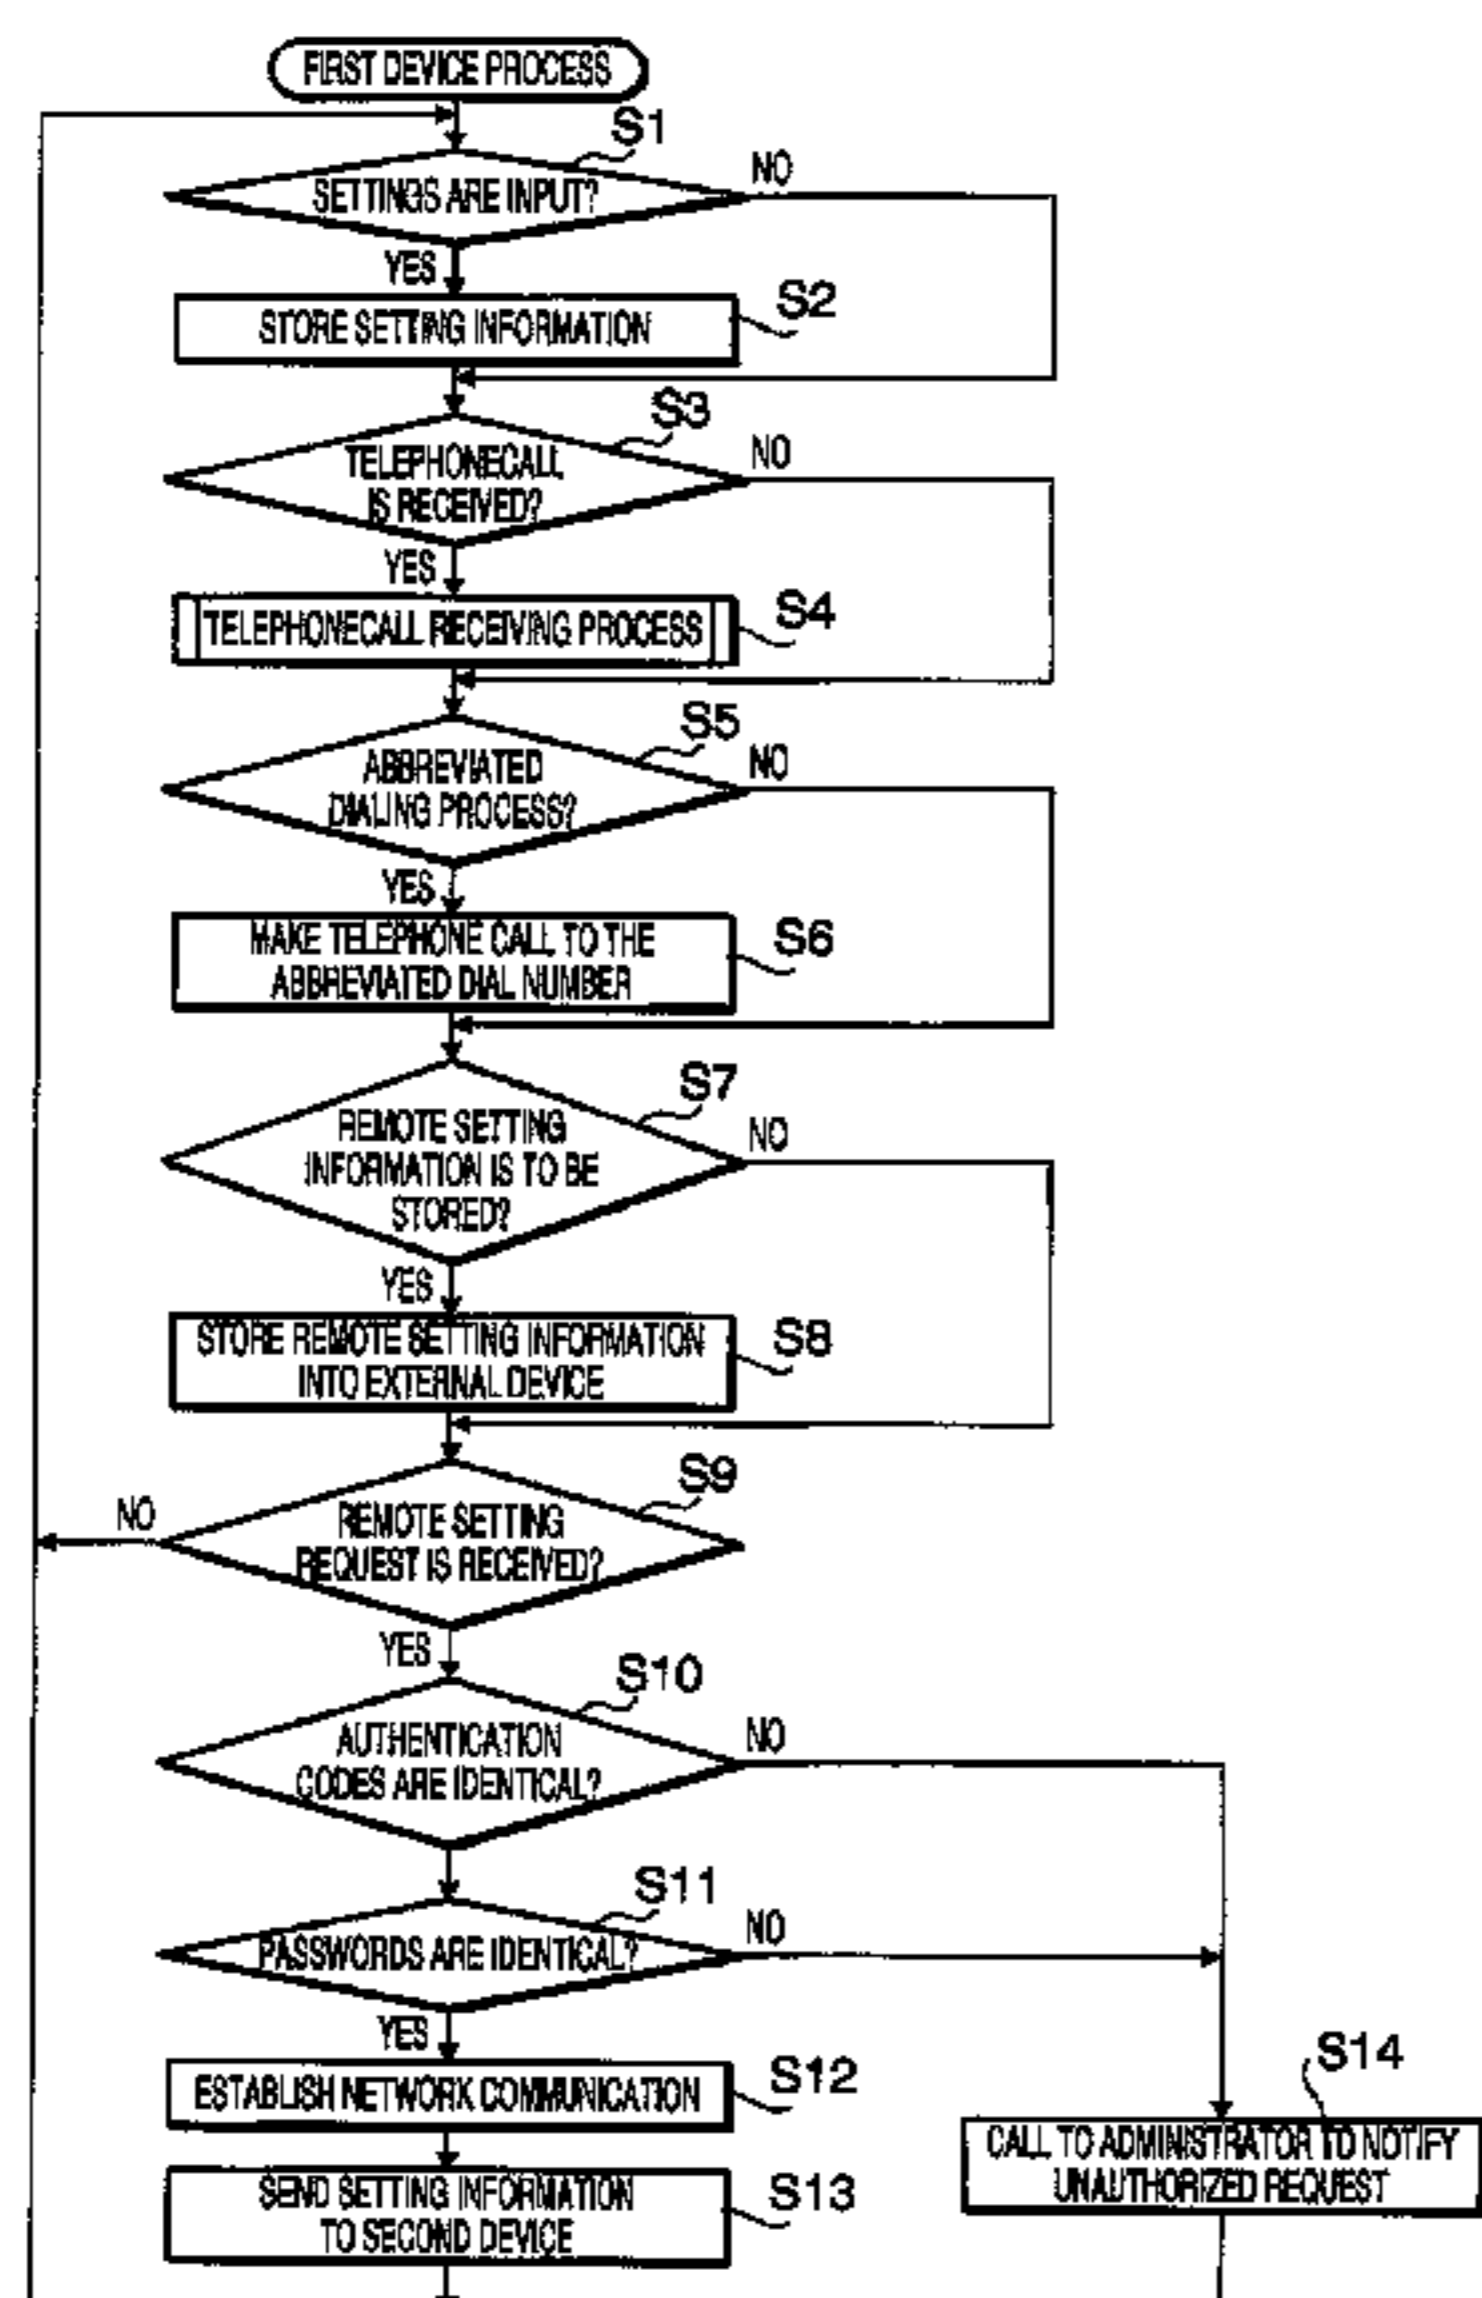 FIRST DEVICE PROCESS
S1
SETTINGS ARE INPUT?
NO
YES
STORE SETTING INFORMATION
S2
S3
TELEPHONECALL
IS RECEIVED?
NO
YES
TELEPHONECALL RECEIVING PROCESS
S4
S5
ABBREVIATED
DIALING PROCESS?
NO
YES
MAKE TELEPHONE CALL TO THE
ABBREVIATED DIAL NUMBER
S6
S7
REMOTE SETTING
INFORMATION IS TO BE
STORED?
NO
YES
STORE REMOTE SETTING INFORMATION
INTO EXTERNAL DEVICE
S8
S9
NO
REMOTE SETTING
REQUEST IS RECEIVED?
YES
S10
AUTHENTICATION
CODES ARE IDENTICAL?
NO
S11
PASSWORDS ARE IDENTICAL?
NO
YES
ESTABLISH NETWORK COMMUNICATION
S12
SEND SETTING INFORMATION
TO SECOND DEVICE
S13
S14
CALL TO ADMINISTRATOR TO NOTIFY
UNAUTHORIZED REQUEST